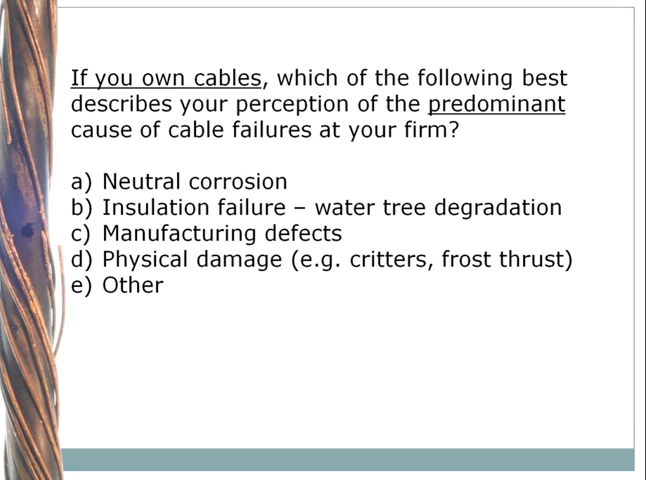 If you own cables, which of the following best
describes your perception of the predominant
cause of cable failures at your firm?
a) Neutral corrosion
b) Insulation failure – water tree degradation
c) Manufacturing defects
d) Physical damage (e.g. critters, frost thrust)
e) Other